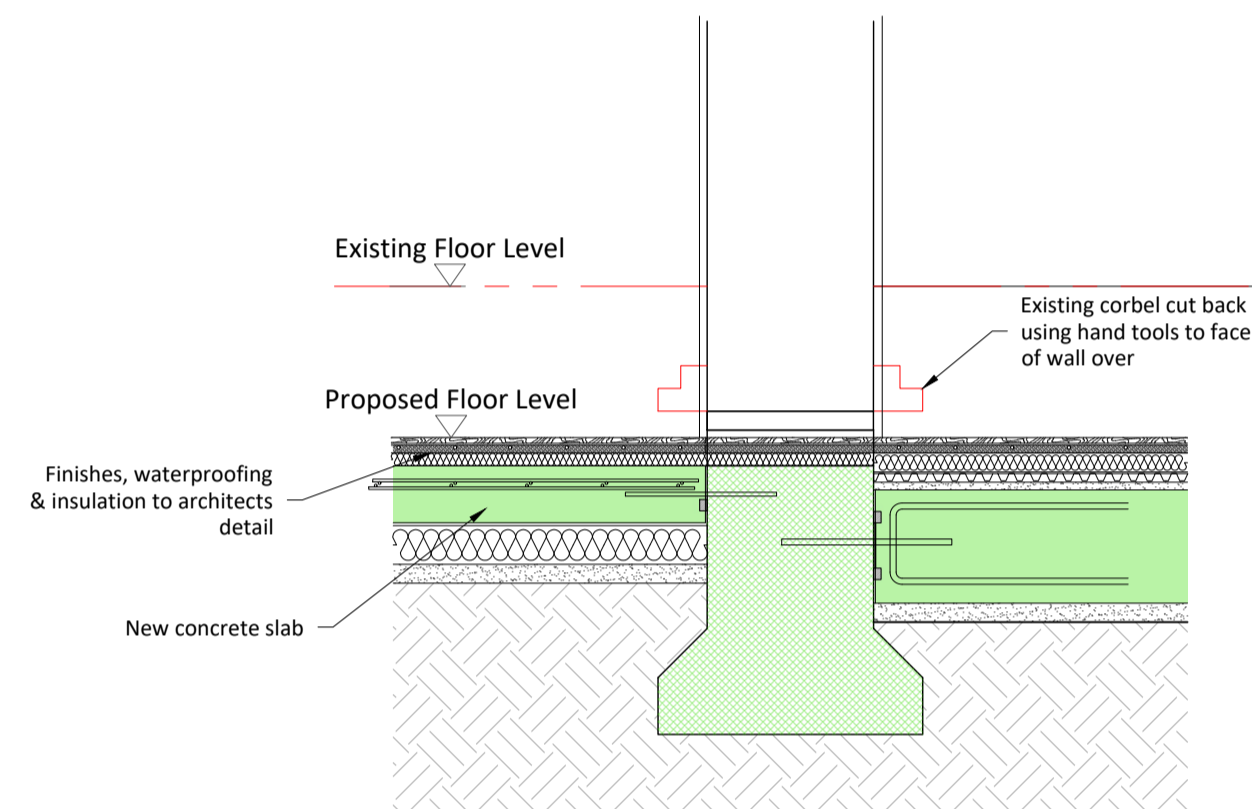 Existing Floor Level
Existing corbel cut back
using hand tools to face
of wall over
Proposed Floor Level
Finishes, waterproofing
& insulation to architects
detail
New concrete slab